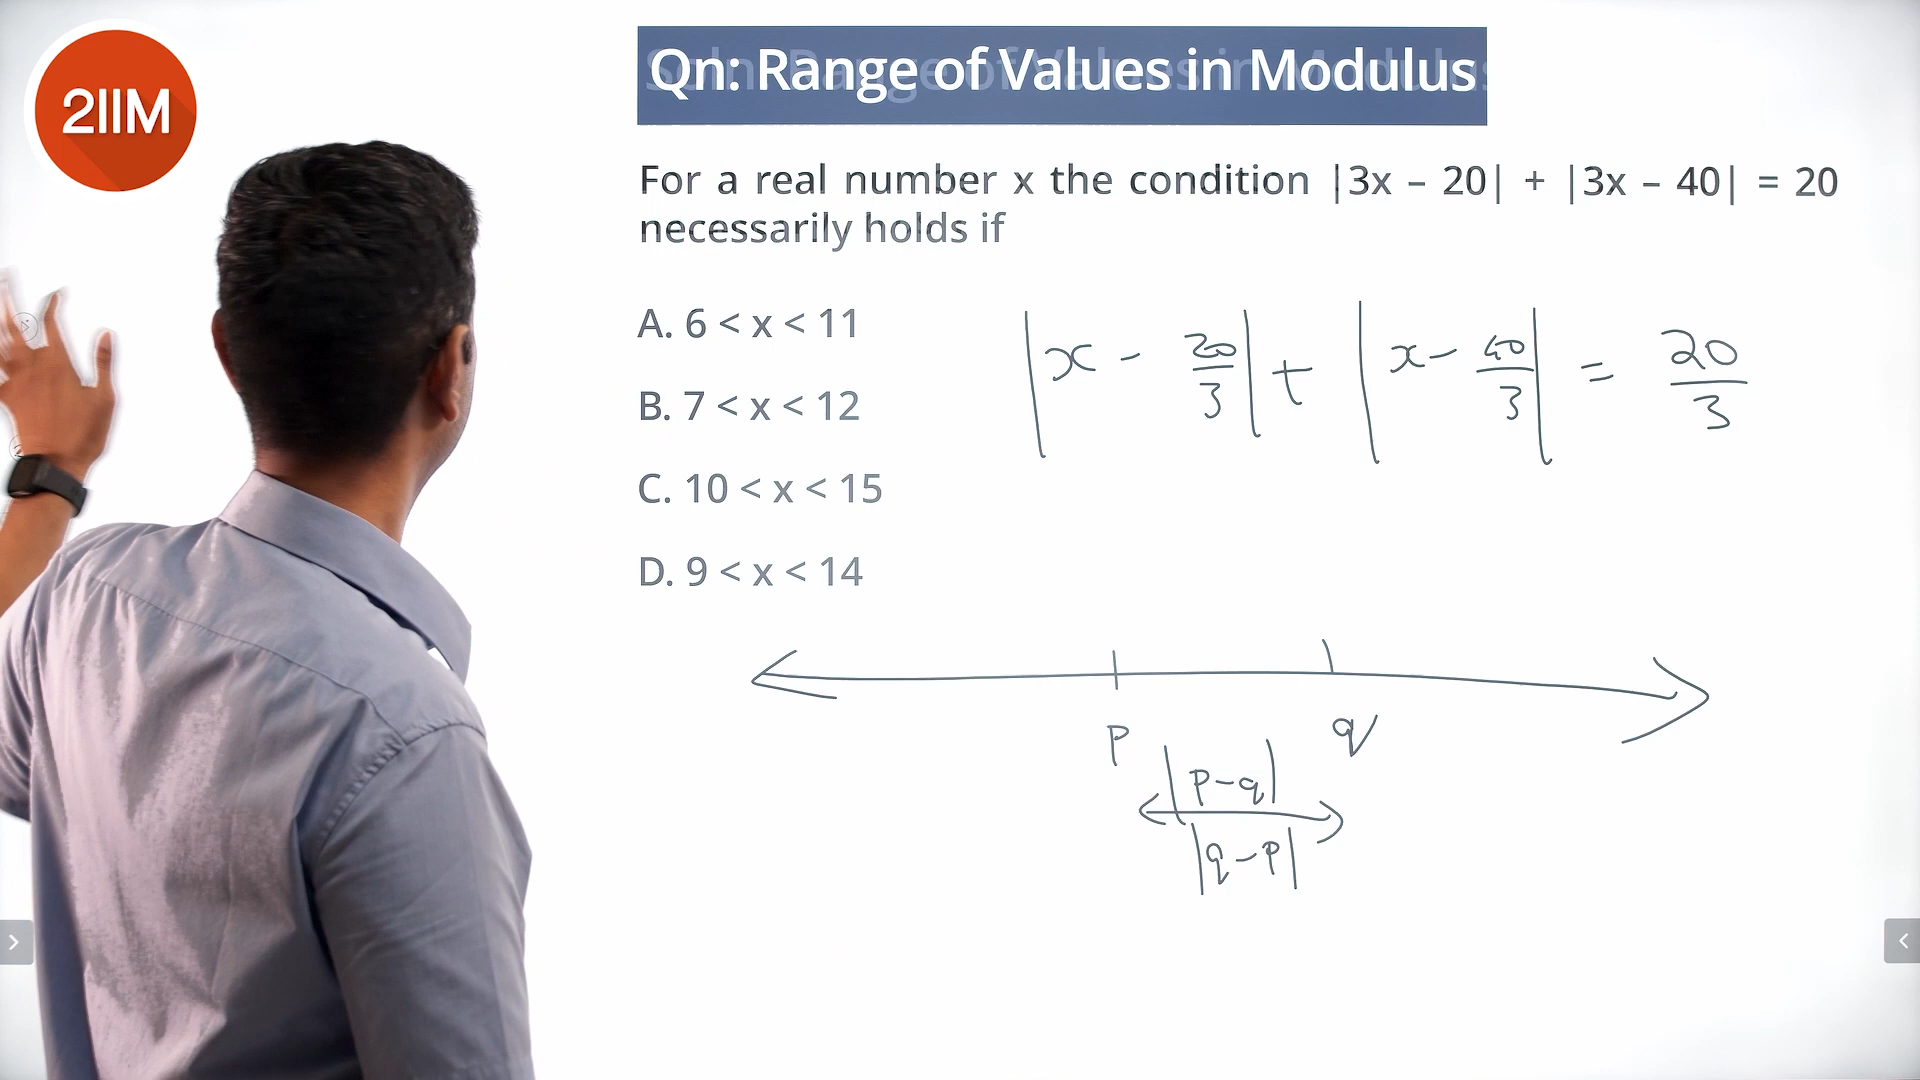 2IIM
Qn: Range of Values in Modulus
For a real number x the condition |3x – 20| + |3x – 40| = 20
necessarily holds if
A. 6 < x < 11
B. 7 < x < 12
C. 10 < x < 15
D. 9 < x < 14
|x - 20/3| + |x - 40/3| = 20/3
p q
|p-q|
|q-p|